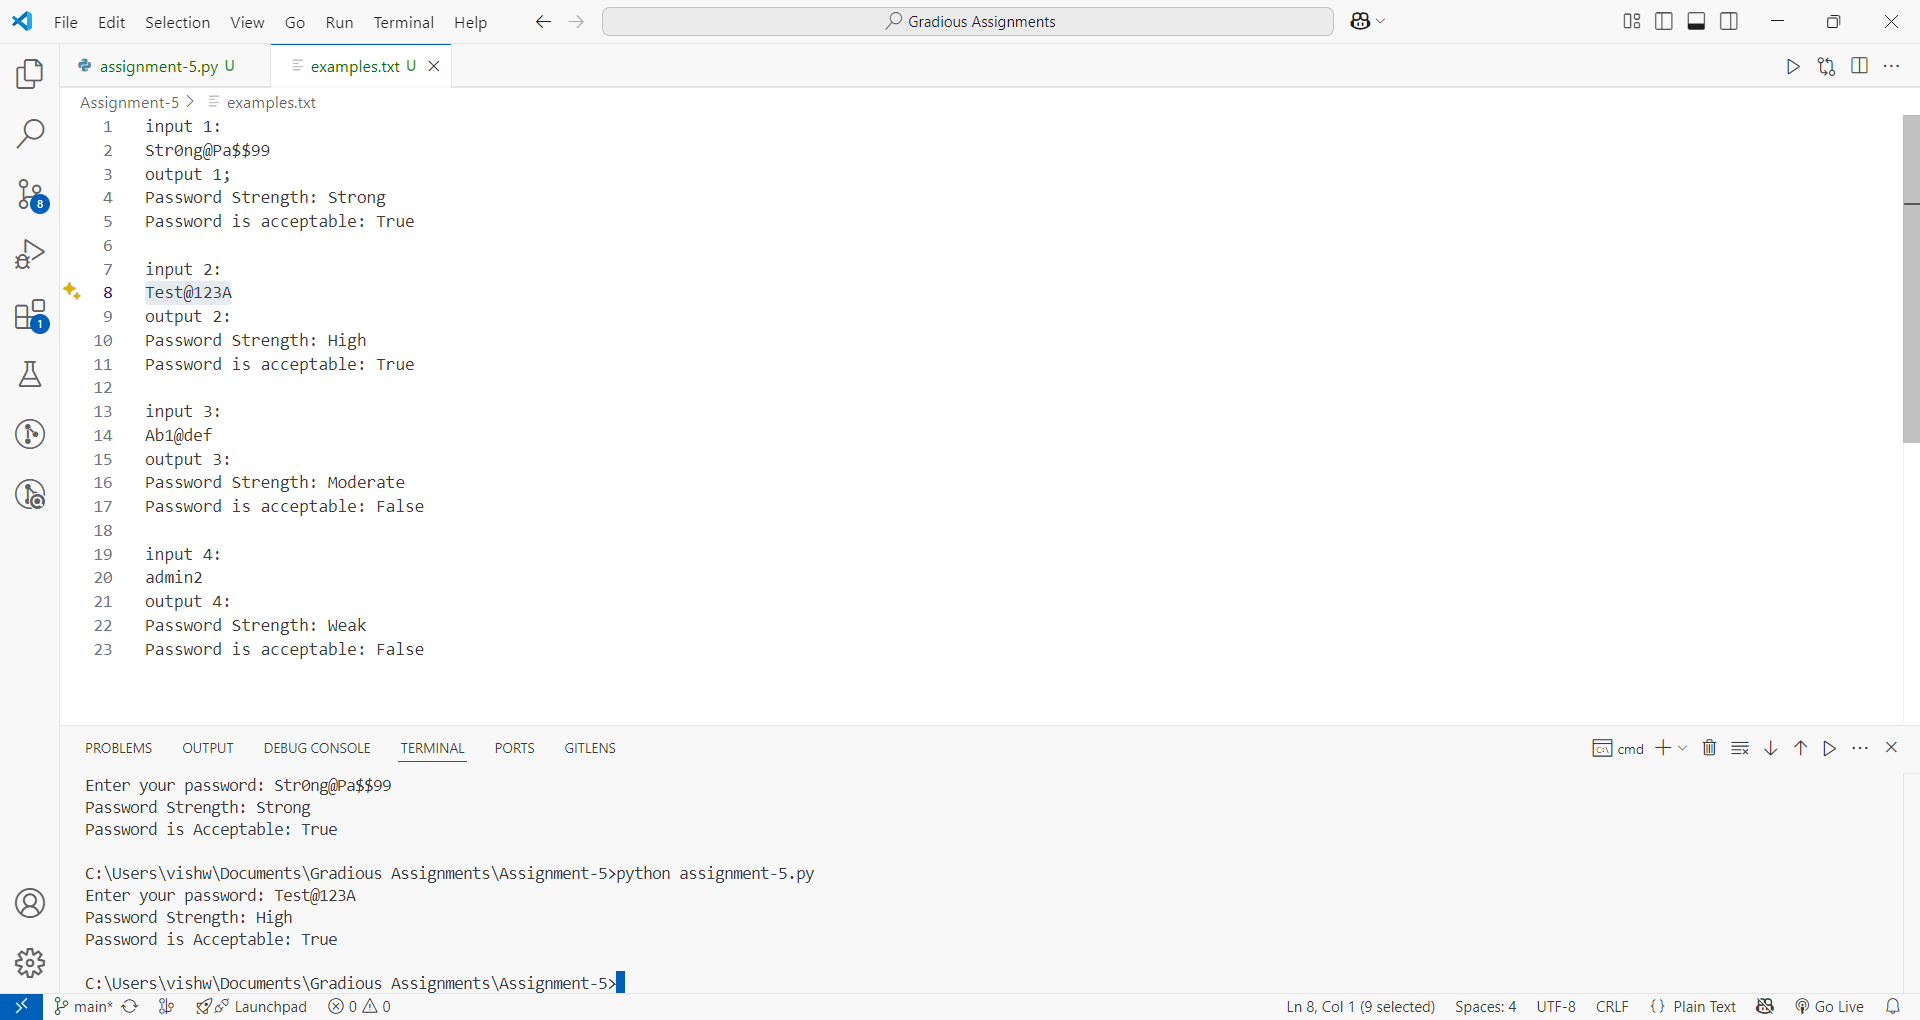 File Edit Selection View Go Run Terminal Help
Gradious Assignments
assignment-5.py U
examples.txt U
Assignment-5 > examples.txt
1 input 1:
2 Str0ng@Pa$$99
3 output 1;
4 Password Strength: Strong
5 Password is acceptable: True
6
7 input 2:
8 Test@123A
9 output 2:
10 Password Strength: High
11 Password is acceptable: True
12
13 input 3:
14 Ab1@def
15 output 3:
16 Password Strength: Moderate
17 Password is acceptable: False
18
19 input 4:
20 admin2
21 output 4:
22 Password Strength: Weak
23 Password is acceptable: False
8
1
PROBLEMS OUTPUT DEBUG CONSOLE TERMINAL PORTS GITLENS
cmd
Enter your password: Str0ng@Pa$$99
Password Strength: Strong
Password is Acceptable: True
C:\Users\vishw\Documents\Gradious Assignments\Assignment-5>python assignment-5.py
Enter your password: Test@123A
Password Strength: High
Password is Acceptable: True
C:\Users\vishw\Documents\Gradious Assignments\Assignment-5>
main* Launchpad 0 0 Ln 8, Col 1 (9 selected) Spaces: 4 UTF-8 CRLF {} Plain Text Go Live